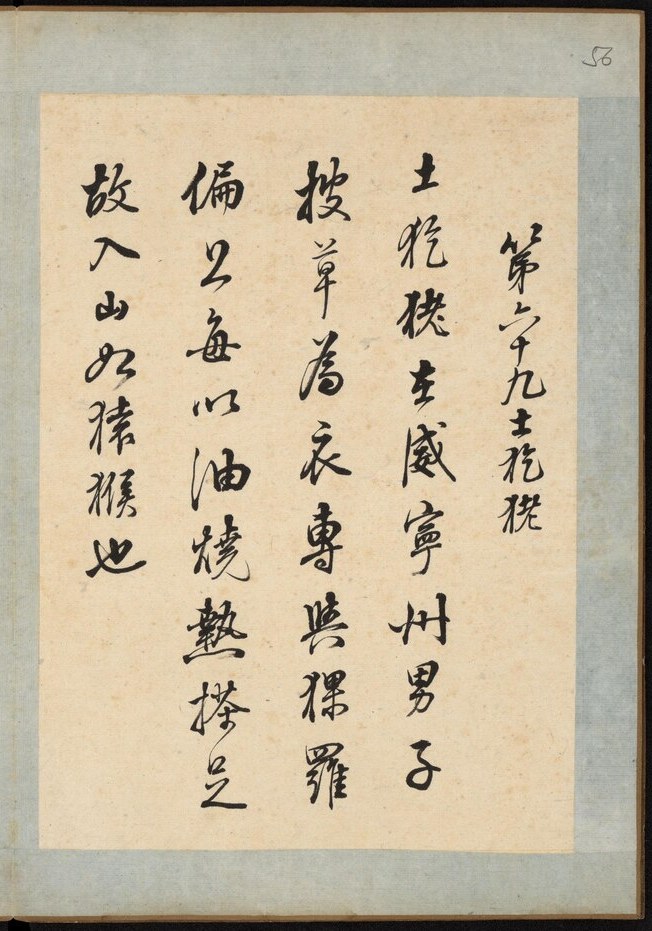 56
第六十九土犵狫
土犵狫在威寧州男子
披草為衣專與猓羅
偏每以油燒熱搽足
故入山如猿猴也